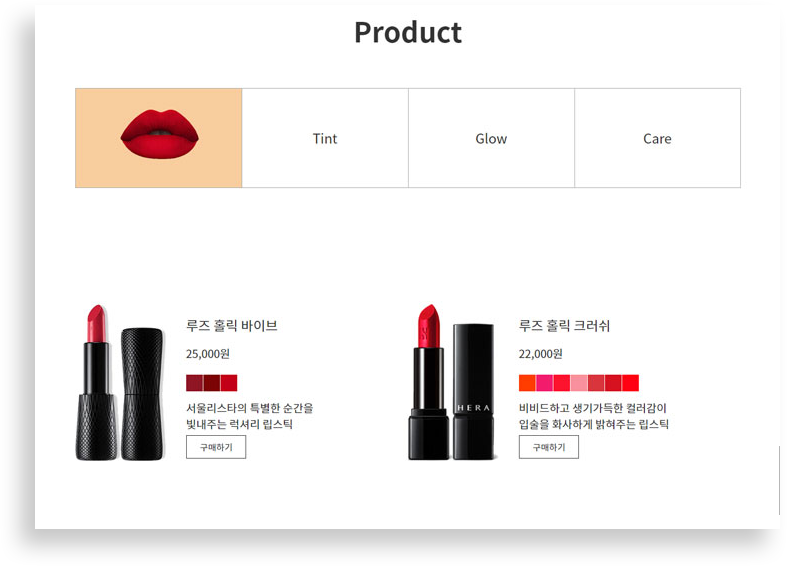 Product
Tint
Glow
Care
루즈 홀릭 바이브
25,000원
서울리스타의 특별한 순간을
빛내주는 럭셔리 립스틱
구매하기
루즈 홀릭 크러쉬
22,000원
비비드하고 생기가득한 컬러감이
입술을 화사하게 밝혀주는 립스틱
구매하기
HERA